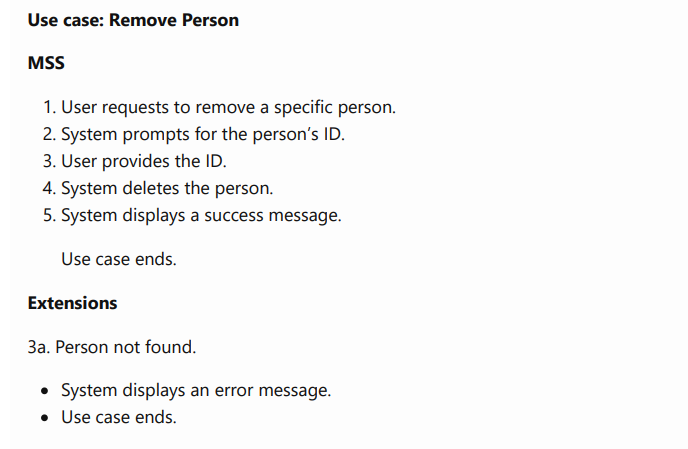 Use case: Remove Person
MSS
1. User requests to remove a specific person.
2. System prompts for the person’s ID.
3. User provides the ID.
4. System deletes the person.
5. System displays a success message.
Use case ends.
Extensions
3a. Person not found.
• System displays an error message.
• Use case ends.